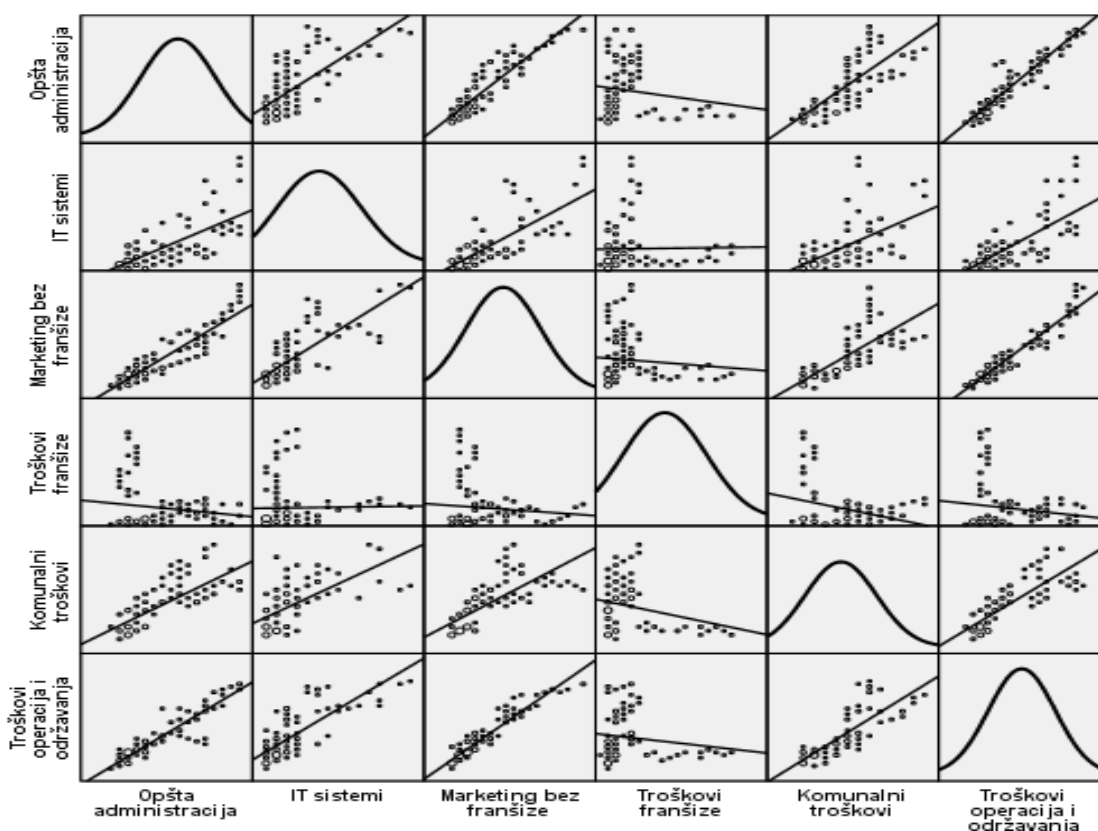 Opšta
administracija
IT sistemi
Marketing bez
franšize
Troškovi
franšize
Komunalni
troškovi
Troškovi
operacija i
održavanja
Opšta
administracija
IT sistemi
Marketing bez
franšize
Troškovi
franšize
Komunalni
troškovi
Troškovi
operacija i
održavanja